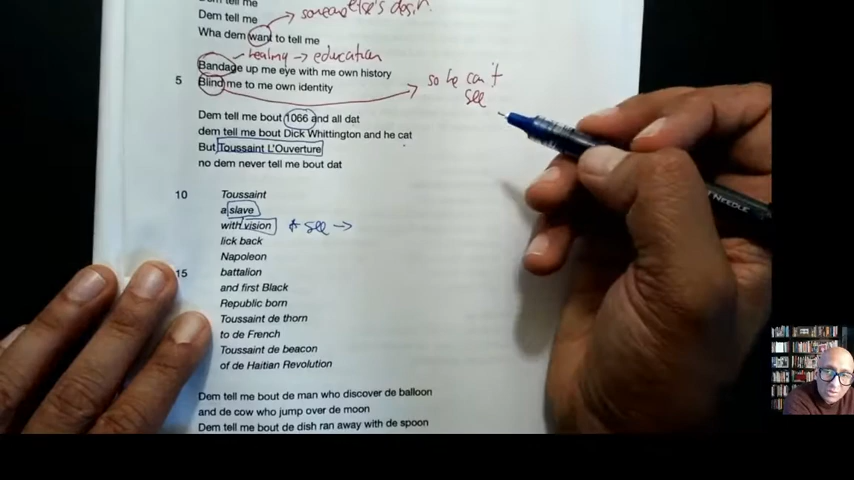 Dem tell me
Dem tell me → someone else's desir.
Wha dem want to tell me
healing → education
Bandage up me eye with me own history
5 Blind me to me own identity
so he can't
see
Dem tell me bout 1066 and all dat
dem tell me bout Dick Whittington and he cat
But Toussaint L'Ouverture
no dem never tell me bout dat
10 Toussaint
a slave
with vision * see →
lick back
Napoleon
15 battalion
and first Black
Republic born
Toussaint de thorn
to de French
Toussaint de beacon
of de Haitian Revolution
Dem tell me bout de man who discover de balloon
and de cow who jump over de moon
Dem tell me bout de dish ran away with de spoon
NEEDLE